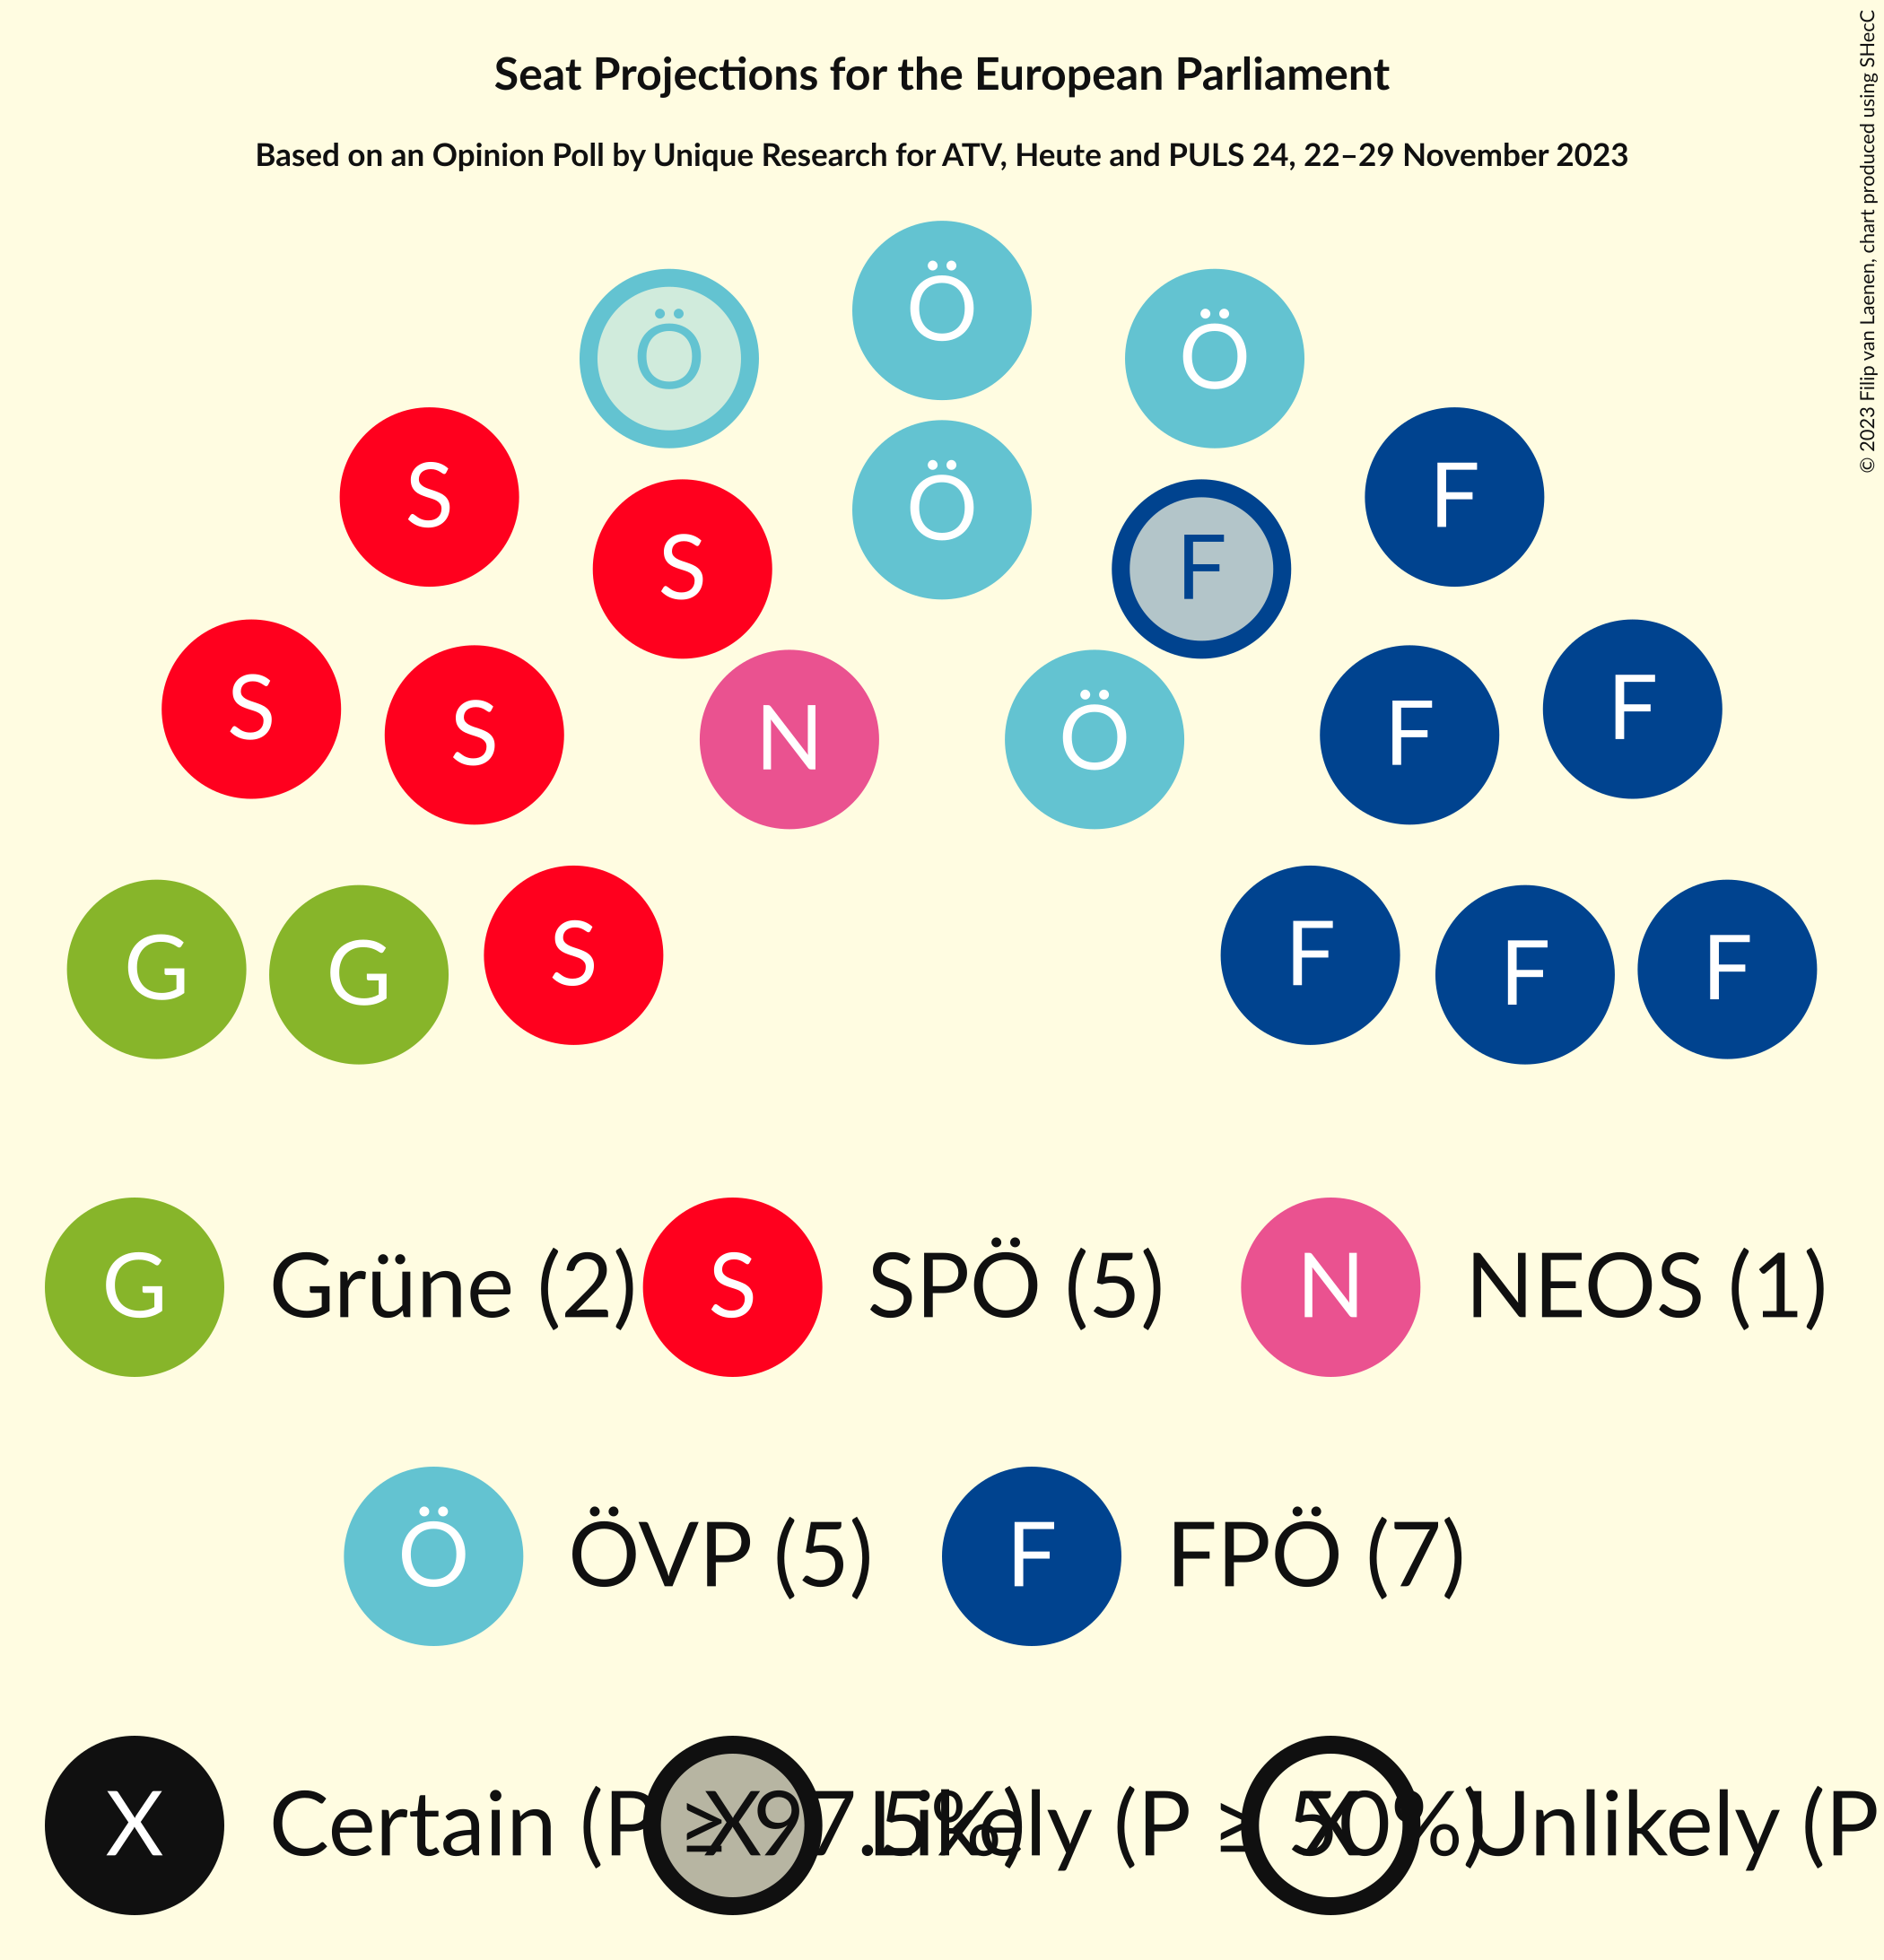 Seat Projections for the European Parliament
Based on an Opinion Poll by Unique Research for ATV, Heute and PULS 24, 22–29 November 2023
© 2023 Filip van Laenen, chart produced using SHecC
Ö
Ö Ö
S Ö F
S F
S S N Ö F F
G G S F F F
G Grüne (2) S SPÖ (5) N NEOS (1)
Ö ÖVP (5) F FPÖ (7)
X Certain (P ≥ 97.5%) X Likely (P ≥ 50%) X Unlikely (P